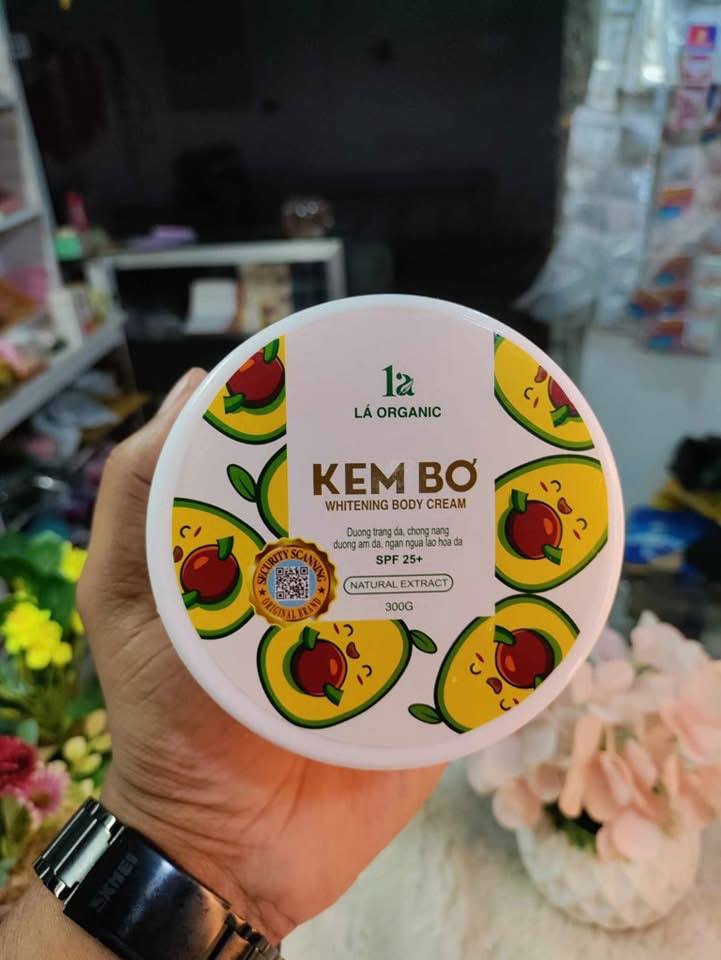 la
LÁ ORGANIC
KEM BƠ
WHITENING BODY CREAM
Duong trang da, chong nang
duong am da, ngan ngua lao hoa da
SPF 25+
NATURAL EXTRACT
300G
SECURITY SCANNING
ORIGINAL BRAND
SKMEI